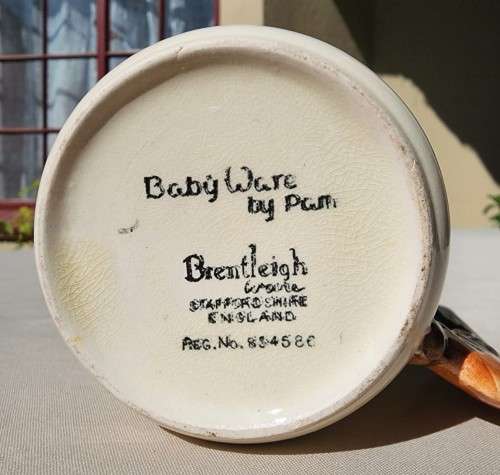 Baby Ware
by Pam
Brentleigh
Ware
STAFFORDSHIRE
ENGLAND
REG. No. 854586